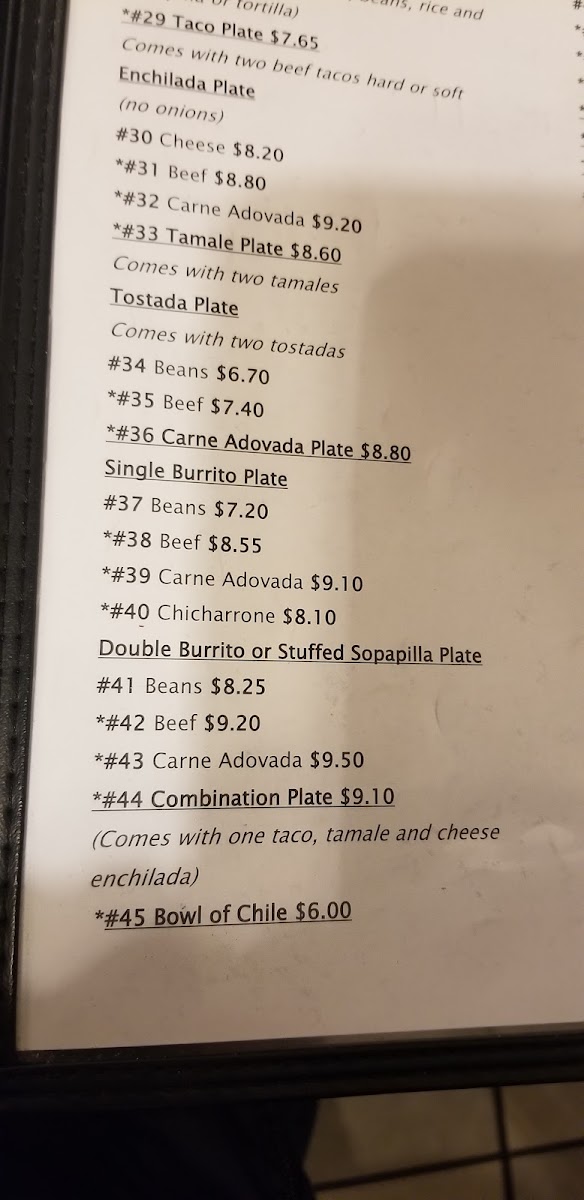 or tortilla)
rice and
*#29 Taco Plate $7.65
Comes with two beef tacos hard or soft
Enchilada Plate
(no onions)
#30 Cheese $8.20
*#31 Beef $8.80
*#32 Carne Adovada $9.20
*#33 Tamale Plate $8.60
Comes with two tamales
Tostada Plate
Comes with two tostadas
#34 Beans $6.70
*#35 Beef $7.40
*#36 Carne Adovada Plate $8.80
Single Burrito Plate
#37 Beans $7.20
*#38 Beef $8.55
*#39 Carne Adovada $9.10
*#40 Chicharrone $8.10
Double Burrito or Stuffed Sopapilla Plate
#41 Beans $8.25
*#42 Beef $9.20
*#43 Carne Adovada $9.50
*#44 Combination Plate $9.10
(Comes with one taco, tamale and cheese
enchilada)
*#45 Bowl of Chile $6.00